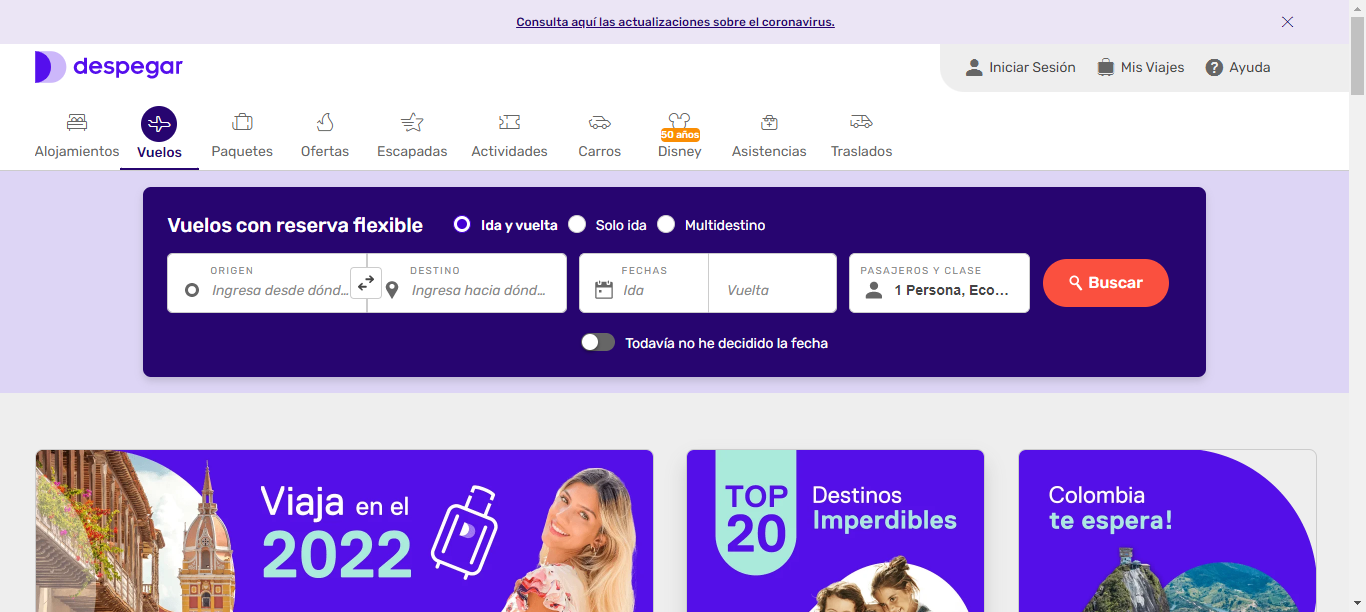 Consulta aquí las actualizaciones sobre el coronavirus.
despegar
Iniciar Sesión
Mis Viajes
Ayuda
50 años
Alojamientos
Vuelos
Paquetes
Ofertas
Escapadas
Actividades
Carros
Disney
Asistencias
Traslados
Vuelos con reserva flexible
Ida y vuelta
Solo ida
Multidestino
ORIGEN
Ingresa desde dónd...
DESTINO
Ingresa hacia dónd...
FECHAS
Ida
Vuelta
PASAJEROS Y CLASE
1 Persona, Eco...
Buscar
Todavía no he decidido la fecha
Viaja en el
2022
TOP
20
Destinos
Imperdibles
Colombia
te espera!